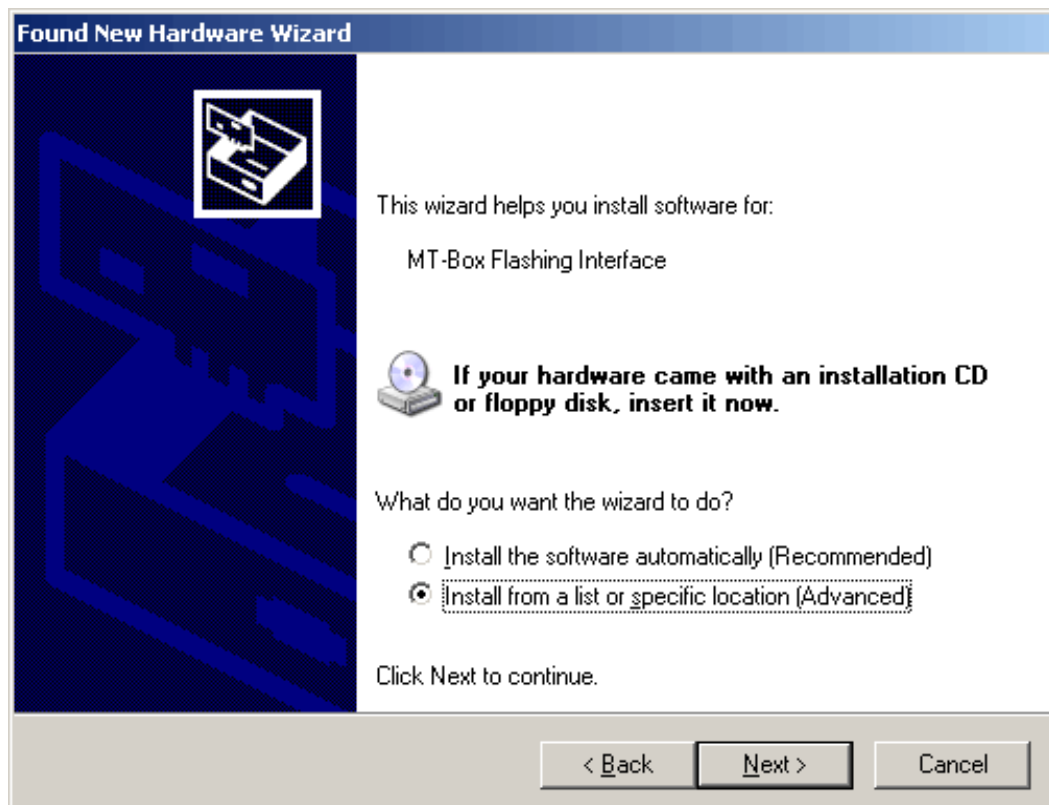 Found New Hardware Wizard
This wizard helps you install software for:
MT-Box Flashing Interface
If your hardware came with an installation CD
or floppy disk, insert it now.
What do you want the wizard to do?
Install the software automatically (Recommended)
Install from a list or specific location (Advanced)
Click Next to continue.
< Back
Next >
Cancel